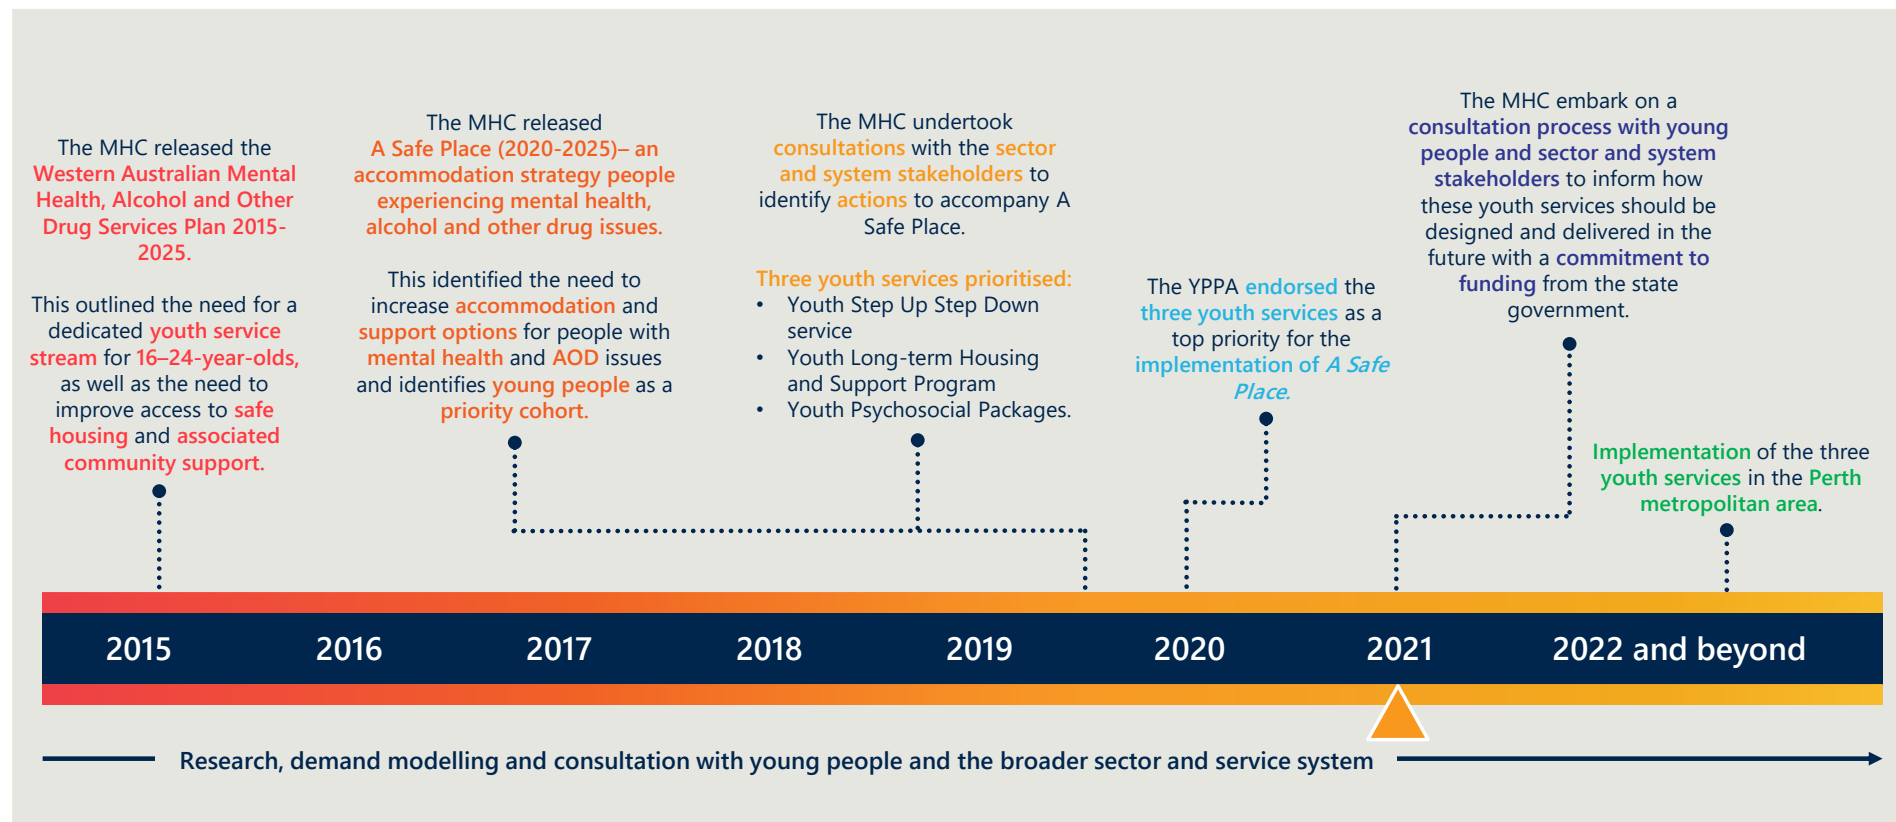 The MHC released the
Western Australian Mental
Health, Alcohol and Other
Drug Services Plan 2015-
2025.
This outlined the need for a
dedicated youth service
stream for 16–24-year-olds,
as well as the need to
improve access to safe
housing and associated
community support.
The MHC released
A Safe Place (2020-2025)– an
accommodation strategy people
experiencing mental health,
alcohol and other drug issues.
This identified the need to
increase accommodation and
support options for people with
mental health and AOD issues
and identifies young people as a
priority cohort.
The MHC undertook
consultations with the sector
and system stakeholders to
identify actions to accompany A
Safe Place.
Three youth services prioritised:
• Youth Step Up Step Down
service
• Youth Long-term Housing
and Support Program
• Youth Psychosocial Packages.
The YPPA endorsed the
three youth services as a
top priority for the
implementation of A Safe
Place.
The MHC embark on a
consultation process with young
people and sector and system
stakeholders to inform how
these youth services should be
designed and delivered in the
future with a commitment to
funding from the state
government.
Implementation of the three
youth services in the Perth
metropolitan area.
2015
2016
2017
2018
2019
2020
2021
2022 and beyond
Research, demand modelling and consultation with young people and the broader sector and service system